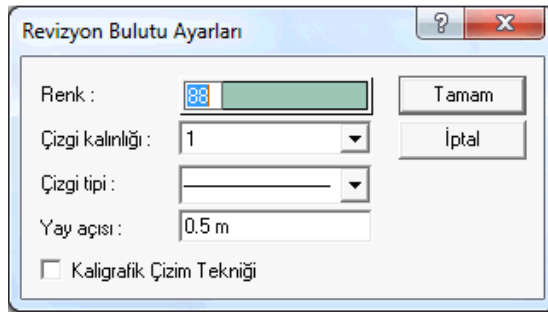 Revizyon Bulutu Ayarları
Renk : 88 Tamam
Çizgi kalınlığı : 1 İptal
Çizgi tipi :
Yay açısı : 0.5 m
Kaligrafik Çizim Tekniği